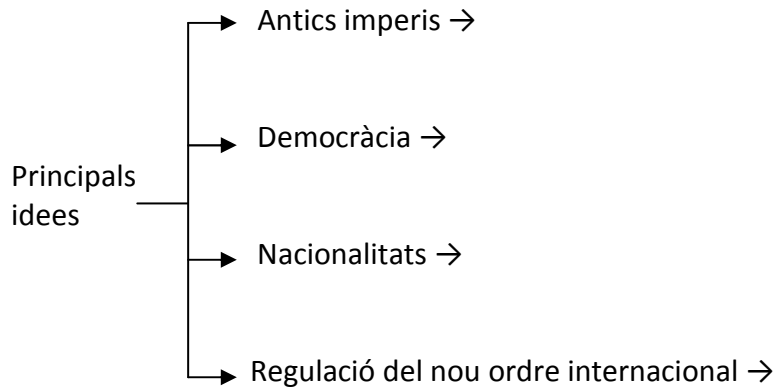 Antics imperis →
Democràcia →
Principals
idees
Nacionalitats →
Regulació del nou ordre internacional →